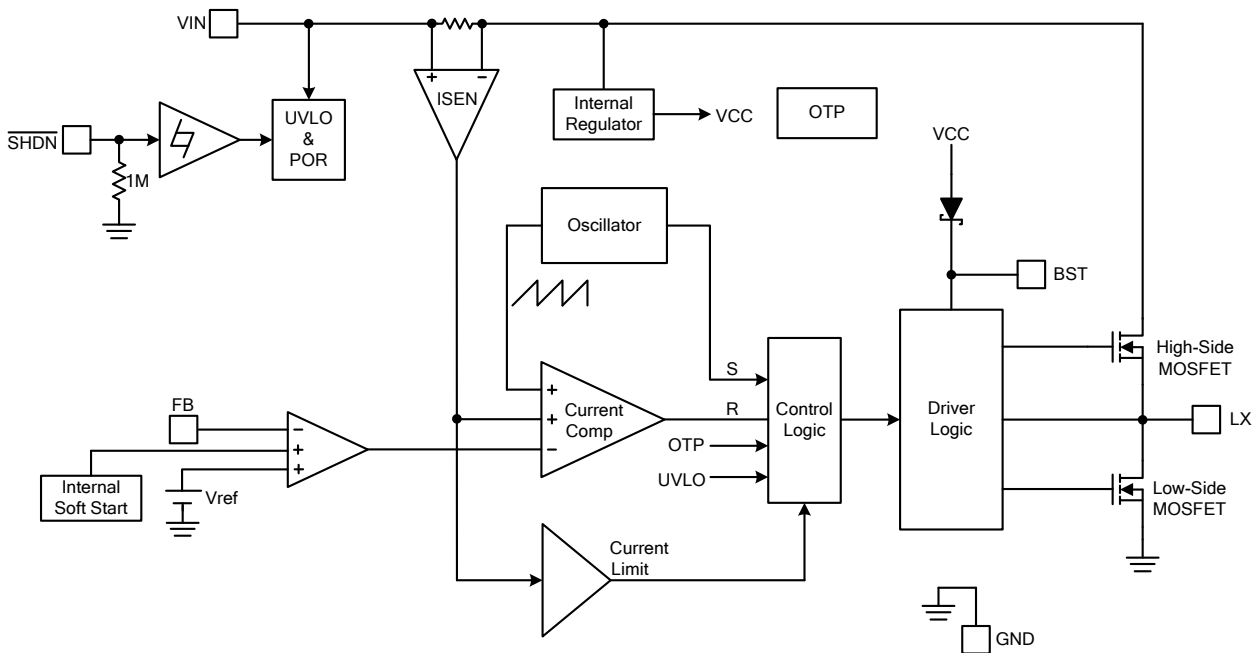 VIN
+ −
ISEN
UVLO
&
POR
Internal
Regulator
VCC
OTP
SHDN
1M
VCC
Oscillator
BST
High-Side
MOSFET
S
+
FB
Current
Comp
+
R
Control
Logic
Driver
Logic
LX
−
+
−
OTP
+
Internal
Soft Start
Vref
UVLO
Low-Side
MOSFET
Current
Limit
GND